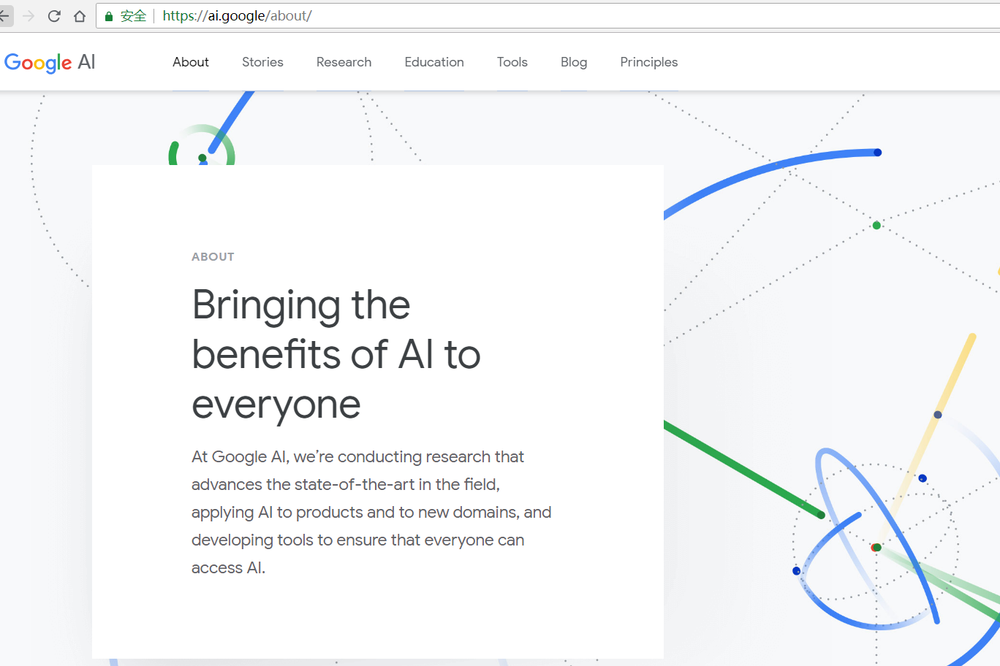 安全 https://ai.google/about/
Google AI About Stories Research Education Tools Blog Principles
ABOUT
Bringing the
benefits of AI to
everyone
At Google AI, we’re conducting research that
advances the state-of-the-art in the field,
applying AI to products and to new domains, and
developing tools to ensure that everyone can
access AI.